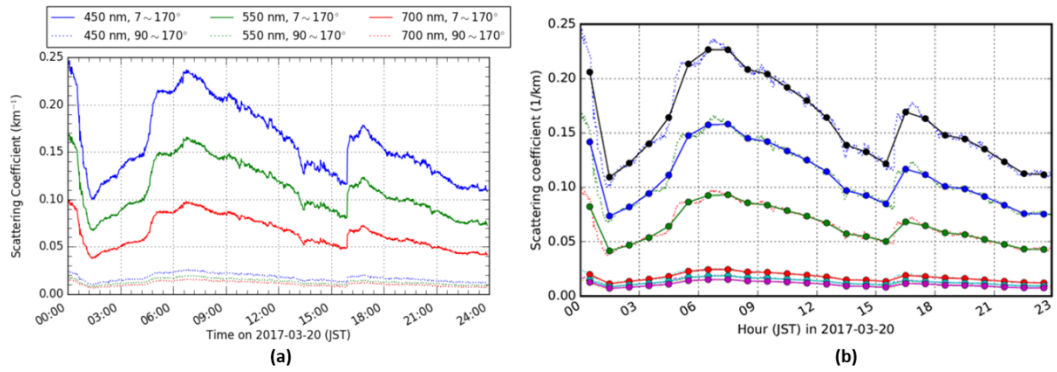 450 nm, 7∼170° 550 nm, 7∼170° 700 nm, 7∼170°
450 nm, 90∼170° 550 nm, 90∼170° 700 nm, 90∼170°
0.25
0.20
0.15
0.10
0.05
0.00
Scattering Coefficient (km⁻¹)
00:00 03:00 06:00 09:00 12:00 15:00 18:00 21:00 24:00
Time on 2017-03-20 (JST)
(a)
0.25
0.20
0.15
0.10
0.05
0.00
Scattering coefficient (1/km)
00 03 06 09 12 15 18 21 23
Hour (JST) in 2017-03-20
(b)